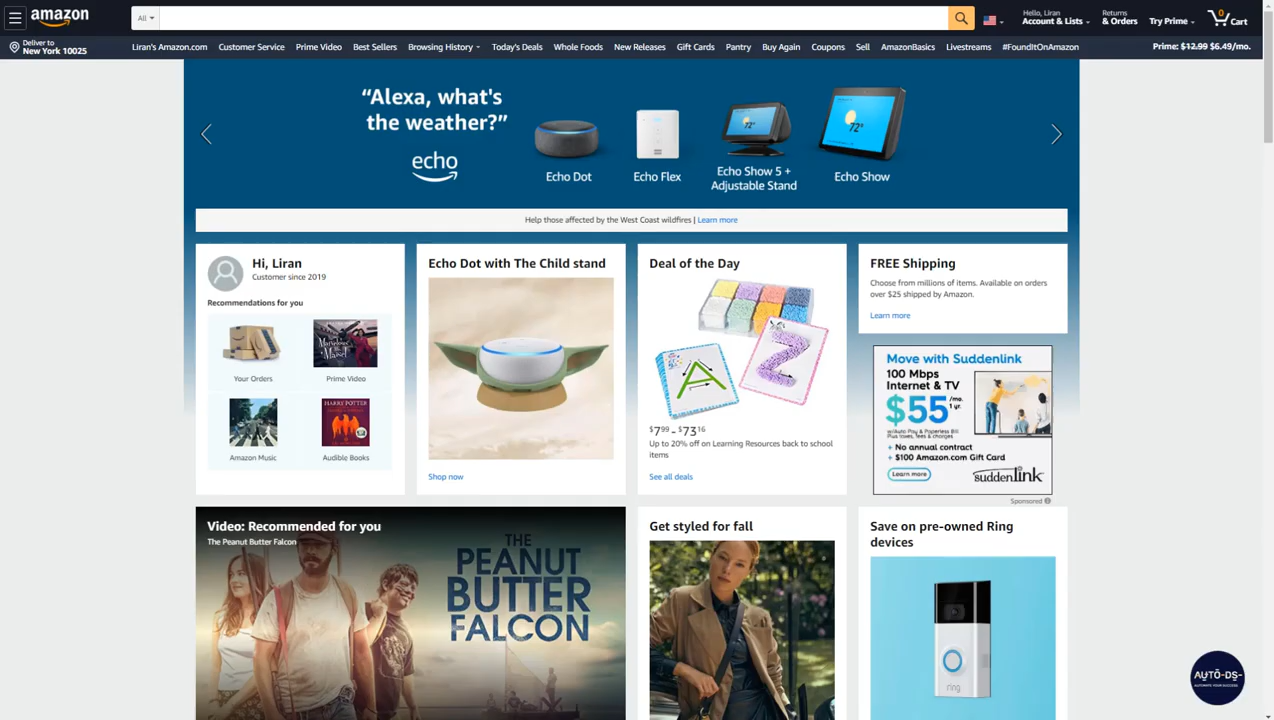 amazon
All
Hello, Liran
Account & Lists
Returns
& Orders
Try Prime
0
Cart
Deliver to
New York 10025
Liran's Amazon.com
Customer Service
Prime Video
Best Sellers
Browsing History
Today's Deals
Whole Foods
New Releases
Gift Cards
Pantry
Buy Again
Coupons
Sell
AmazonBasics
Livestreams
#FoundItOnAmazon
Prime: $12.99 $6.49/mo.
“Alexa, what's
the weather?”
echo
72°
72°
Echo Dot
Echo Flex
Echo Show 5 +
Adjustable Stand
Echo Show
Help those affected by the West Coast wildfires | Learn more
Hi, Liran
Customer since 2019
Recommendations for you
Your Orders
Prime Video
HARRY POTTER
Amazon Music
Audible Books
Echo Dot with The Child stand
Shop now
Deal of the Day
A
Z
$7.99 - $73.16
Up to 20% off on Learning Resources back to school
items
See all deals
FREE Shipping
Choose from millions of items. Available on orders
over $25 shipped by Amazon.
Learn more
Move with Suddenlink
100 Mbps
Internet & TV
$55/mo.
1 yr.
w/Auto Pay & Paperless Bill
Plus taxes, fees & charges
+ No annual contract
+ $100 Amazon.com Gift Card
Learn more
suddenlink
Sponsored
Video: Recommended for you
The Peanut Butter Falcon
THE
PEANUT
BUTTER
FALCON
Get styled for fall
Save on pre-owned Ring
devices
ring
AUTO-DS-
AUTOMATE YOUR SUCCESS